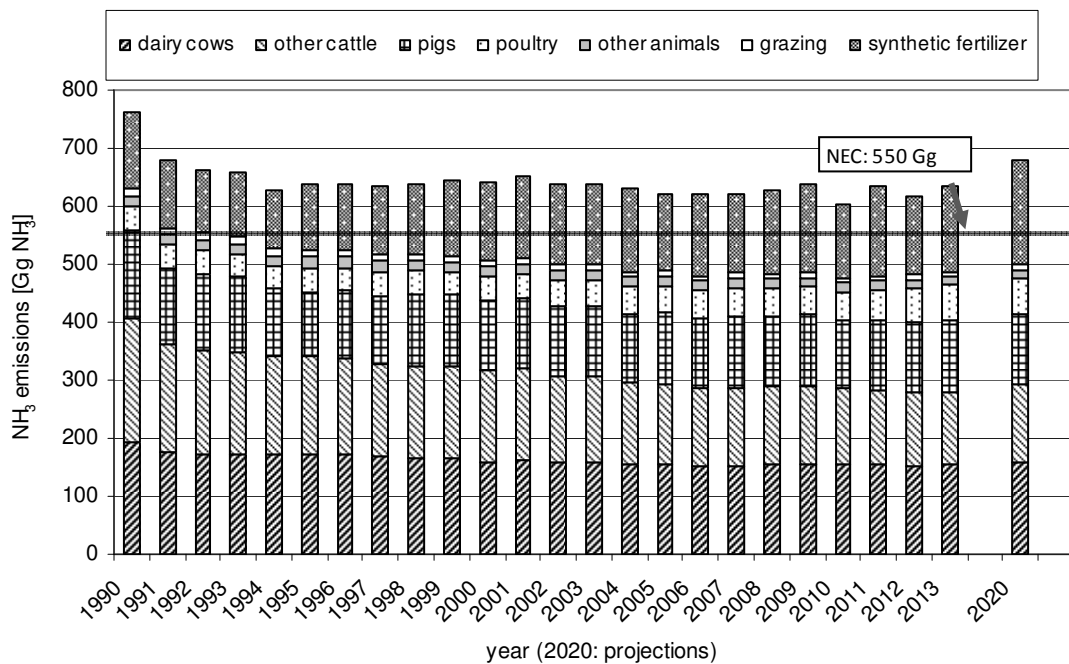 dairy cows other cattle pigs poultry other animals grazing synthetic fertilizer
800
700
600
500
400
300
200
100
0
NH3 emissions [Gg NH3]
NEC: 550 Gg
1990 1991 1992 1993 1994 1995 1996 1997 1998 1999 2000 2001 2002 2003 2004 2005 2006 2007 2008 2009 2010 2011 2012 2013 2020
year (2020: projections)